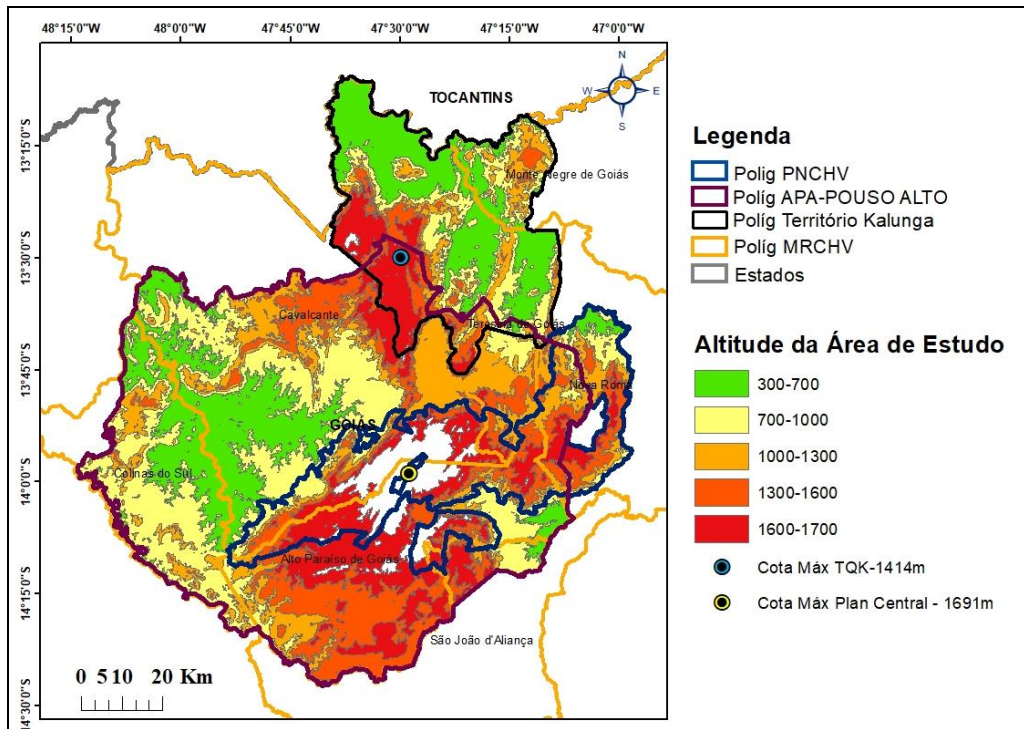 48°15'0"W 48°0'0"W 47°45'0"W 47°30'0"W 47°15'0"W 47°0'0"W
N
W E
S
TOCANTINS
13°15'0"S
Monte Negre de Goiás
13°30'0"S
Cavalcante
Teresina de Goiás
13°45'0"S
Nova Roma
GOIÁS
Colinas do Sul
14°0'0"S
Alto Paraíso de Goiás
14°15'0"S
São João d'Aliança
0 5 10 20 Km
14°30'0"S
Legenda
Polig PNCHV
Políg APA-POUSO ALTO
Políg Território Kalunga
Políg MRCHV
Estados
Altitude da Área de Estudo
300-700
700-1000
1000-1300
1300-1600
1600-1700
Cota Máx TQK-1414m
Cota Máx Plan Central - 1691m